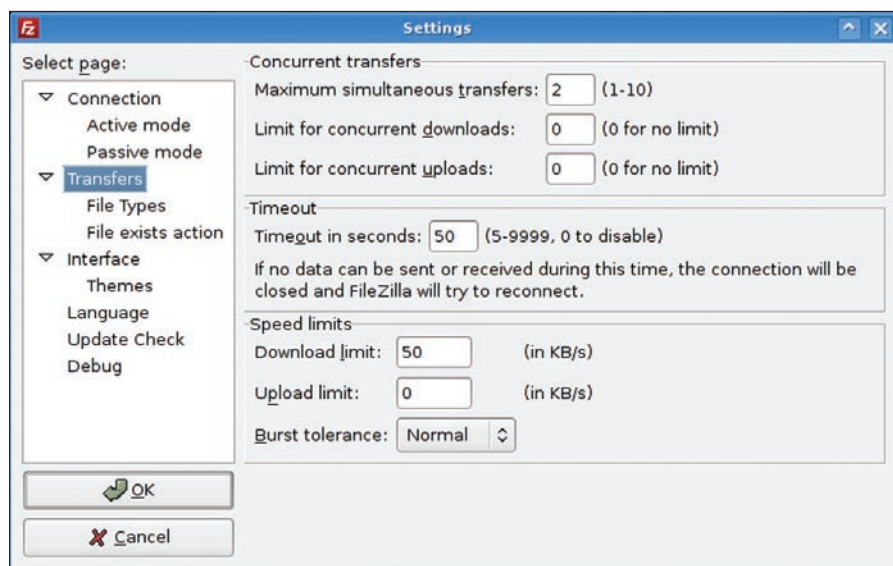 Fz
Settings
Select page:
Connection
Active mode
Passive mode
Transfers
File Types
File exists action
Interface
Themes
Language
Update Check
Debug
OK
Cancel
Concurrent transfers
Maximum simultaneous transfers: 2 (1-10)
Limit for concurrent downloads: 0 (0 for no limit)
Limit for concurrent uploads: 0 (0 for no limit)
Timeout
Timeout in seconds: 50 (5-9999, 0 to disable)
If no data can be sent or received during this time, the connection will be
closed and FileZilla will try to reconnect.
Speed limits
Download limit: 50 (in KB/s)
Upload limit: 0 (in KB/s)
Burst tolerance: Normal